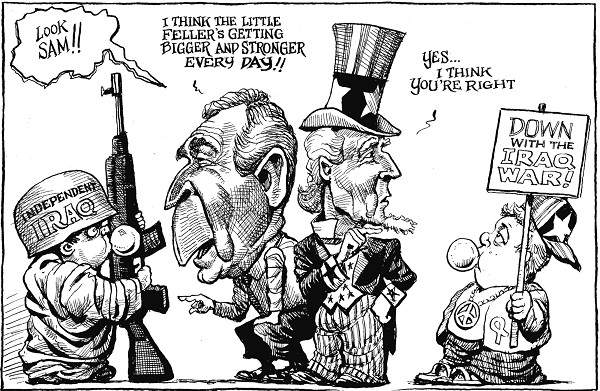 LOOK
SAM!!
I THINK THE LITTLE
FELLER'S GETTING
BIGGER AND STRONGER
EVERY DAY!!
YES...
I THINK
YOU'RE RIGHT
DOWN
WITH THE
IRAQ
WAR!
INDEPENDENT
IRAQ